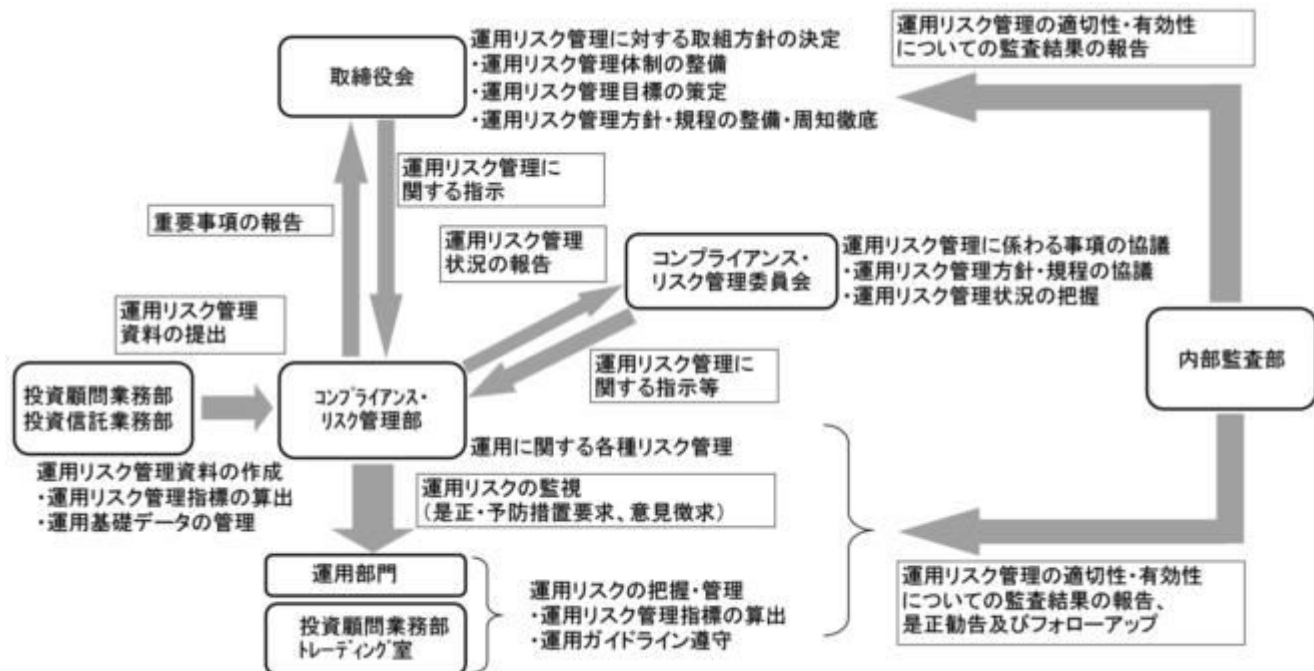 取締役会
運用リスク管理に対する取組方針の決定
・運用リスク管理体制の整備
・運用リスク管理目標の策定
・運用リスク管理方針・規程の整備・周知徹底
運用リスク管理の適切性・有効性
についての監査結果の報告
運用リスク管理に
関する指示
重要事項の報告
運用リスク管理
状況の報告
コンプライアンス・
リスク管理委員会
運用リスク管理に係わる事項の協議
・運用リスク管理方針・規程の協議
・運用リスク管理状況の把握
運用リスク管理
資料の提出
運用リスク管理に
関する指示等
内部監査部
投資顧問業務部
投資信託業務部
コンプライアンス・
リスク管理部
運用に関する各種リスク管理
運用リスク管理資料の作成
・運用リスク管理指標の算出
・運用基礎データの管理
運用リスクの監視
（是正・予防措置要求、意見徴求）
運用部門
投資顧問業務部
トレーディング室
運用リスクの把握・管理
・運用リスク管理指標の算出
・運用ガイドライン遵守
運用リスク管理の適切性・有効性
についての監査結果の報告、
是正勧告及びフォローアップ